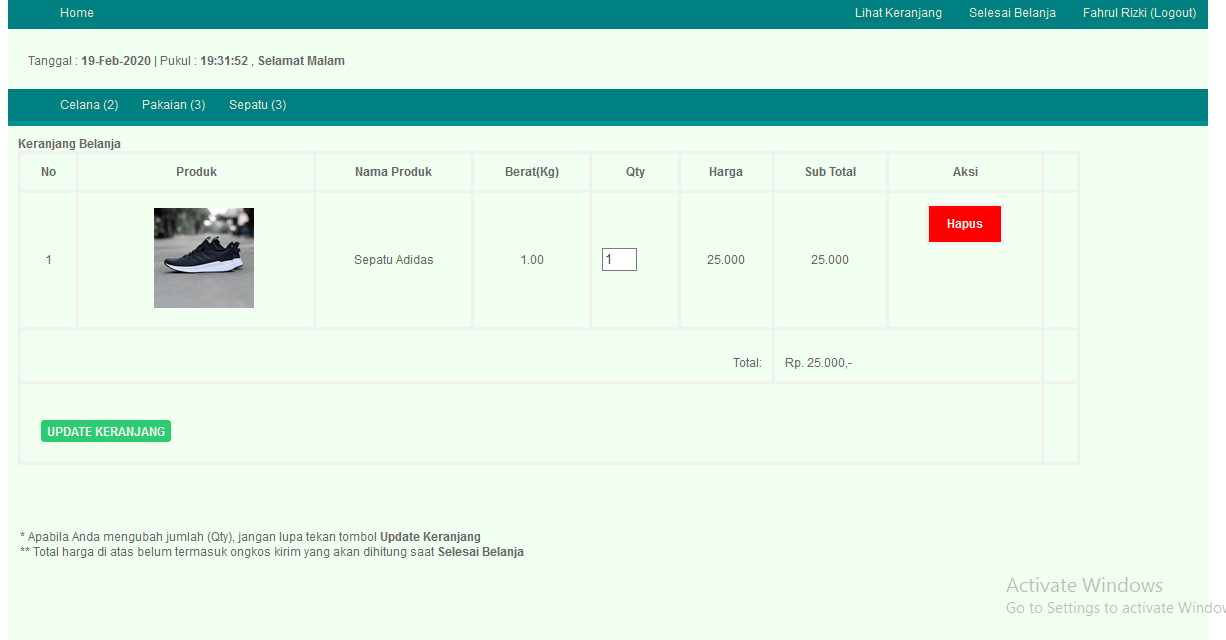 Home Lihat Keranjang Selesai Belanja Fahrul Rizki (Logout)
Tanggal : 19-Feb-2020 | Pukul : 19:31:52 , Selamat Malam
Celana (2) Pakaian (3) Sepatu (3)
Keranjang Belanja
No Produk Nama Produk Berat(Kg) Qty Harga Sub Total Aksi
1 Sepatu Adidas 1.00 1 25.000 25.000 Hapus
Total: Rp. 25.000,-
UPDATE KERANJANG
* Apabila Anda mengubah jumlah (Qty), jangan lupa tekan tombol Update Keranjang
** Total harga di atas belum termasuk ongkos kirim yang akan dihitung saat Selesai Belanja
Activate Windows
Go to Settings to activate Window